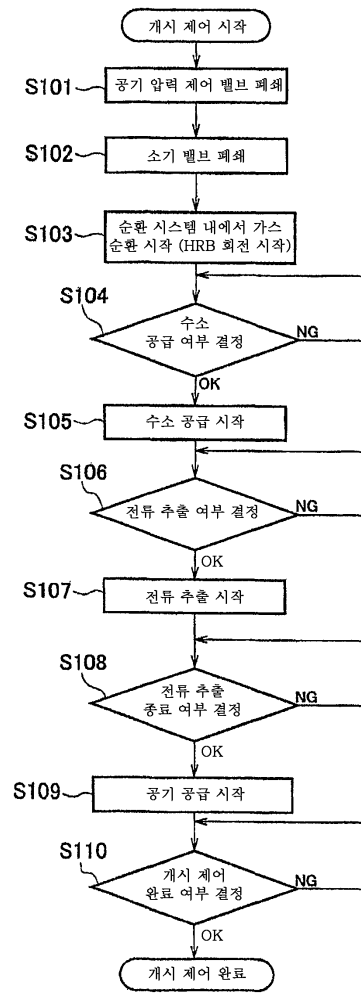 개시 제어 시작
S101
공기 압력 제어 밸브 폐쇄
S102
소기 밸브 폐쇄
S103
순환 시스템 내에서 가스
순환 시작 (HRB 회전 시작)
S104
수소
공급 여부 결정
NG
OK
S105
수소 공급 시작
S106
전류 추출 여부 결정
NG
OK
S107
전류 추출 시작
S108
전류 추출
종료 여부 결정
NG
OK
S109
공기 공급 시작
S110
개시 제어
완료 여부 결정
NG
OK
개시 제어 완료